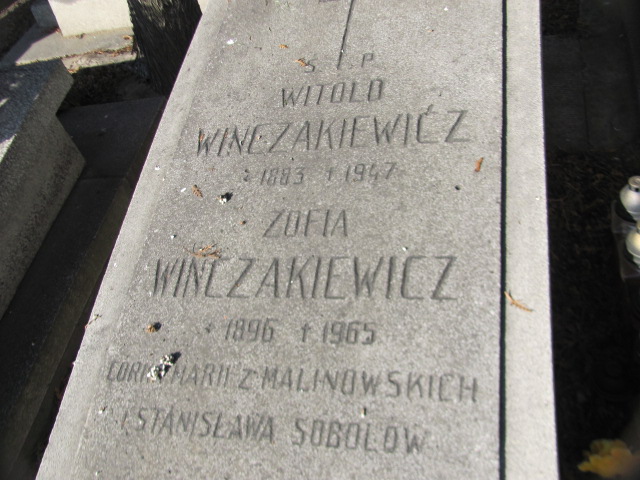 Ś.P
WITOLD
WINCZAKIEWICZ
* 1883 † 1947
ZOFIA
WINCZAKIEWICZ
* 1896 † 1965
CÓRKA MARII Z MALINOWSKICH
I STANISŁAWA SOBOLÓW